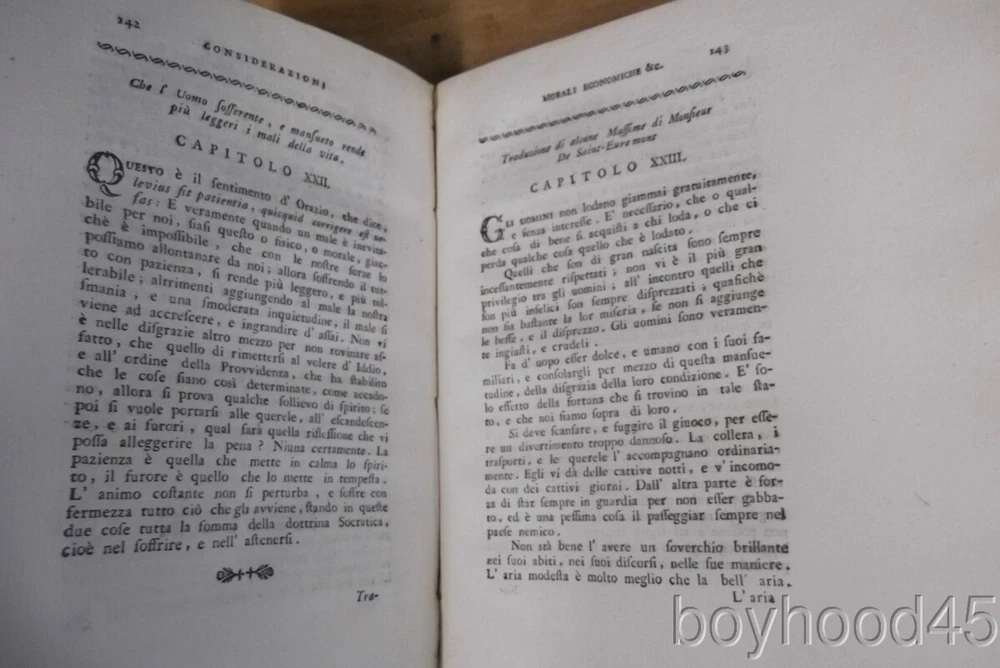 242
CONSIDERAZIONI
Che l' Uomo ſofferente, e manſueto rende
più leggeri i mali della vita.
CAPITOLO XXII.
QUESTO è il ſentimento d' Orazio, che dice,
levius fit patientia, quicquid corrigere eſt ne-
fas: E veramente quando un male è inevita-
bile per noi, ſiaſi queſto o fiſico, o morale, giac-
chè è impoſſibile, che con le noſtre forze lo
poſſiamo allontanare da noi; allora ſoffrendo il tut-
to con pazienza, ſi rende più leggero, e più tol-
lerabile; altrimenti aggiungendo al male la noſtra
ſmania, e una ſmoderata inquietudine, il male ſi
viene ad accreſcere, e ingrandire d' aſſai. Non vi
è nelle diſgrazie altro mezzo per non rovinare af-
fatto, che quello di rimetterſi al volere d' Iddio,
e all' ordine della Provvidenza, che ha ſtabilito
che le coſe ſiano così determinate, come accado-
no, allora ſi prova qualche ſollievo di ſpirito; ſe
poi ſi vuole portarſi alle querele, all' eſcandeſcen-
ze, e ai furori, qual ſarà quella rifleſſione che vi
poſſa alleggerire la pena? Niuna certamente. La
pazienza è quella che mette in calma lo ſpiri-
to, il furore è quello che lo mette in tempeſta.
L' animo coſtante non ſi perturba, e ſoffre con
fermezza tutto ciò che gli avviene, ſtando in queſte
due coſe tutta la ſomma della dottrina Socratica,
cioè nel ſoffrire, e nell' aſtenerſi.
Tra-
143
MORALI ECONOMICHE &c.
Traduzione di alcune Maſſime di Monſieur
De Saint-Euremont
CAPITOLO XXIII.
GLI UOMINI non lodano giammai gratuitamente,
e ſenza intereſſe. E' neceſſario, che o qual-
che coſa di bene ſi acquiſti a chi loda, o che ci
perda qualche coſa quello che è lodato.
Quelli che ſon di gran naſcita ſono ſempre
inceſſantemente riſpettati; non vi è il più gran
privilegio tra gli uomini; all' incontro quelli che
ſon più infelici ſon ſempre diſprezzati; quaſichè
non ſia baſtante la lor miſeria, ſe non ſi aggiunge
le beffe, e il diſprezzo. Gli uomini ſono veramen-
te ingiuſti, e crudeli.
Fa d' uopo eſſer dolce, e umano con i ſuoi fa-
miliari, e conſolargli per mezzo di queſta manſue-
tudine, della diſgrazia della loro condizione. E' ſo-
lo effetto della fortuna che ſi trovino in tale ſta-
to, e che noi ſiamo ſopra di loro.
Si deve scanſare, e fuggire il giuoco, per eſſe-
re un divertimento troppo dannoſo. La collera, i
traſporti, e le querele l' accompagnano ordinaria-
mente. Egli vi dà delle cattive notti, e v' incomo-
da con dei cattivi giorni. Dall' altra parte è for-
za di ſtar ſempre in guardia per non eſſer gabba-
to, ed è una peſſima coſa il paſſeggiar ſempre nel
paeſe nemico.
Non stà bene l' avere un ſoverchio brillante
nei ſuoi abiti, nei ſuoi diſcorſi, nelle ſue maniere.
L' aria modeſta è molto meglio che la bell' aria.
L' aria
boyhood45